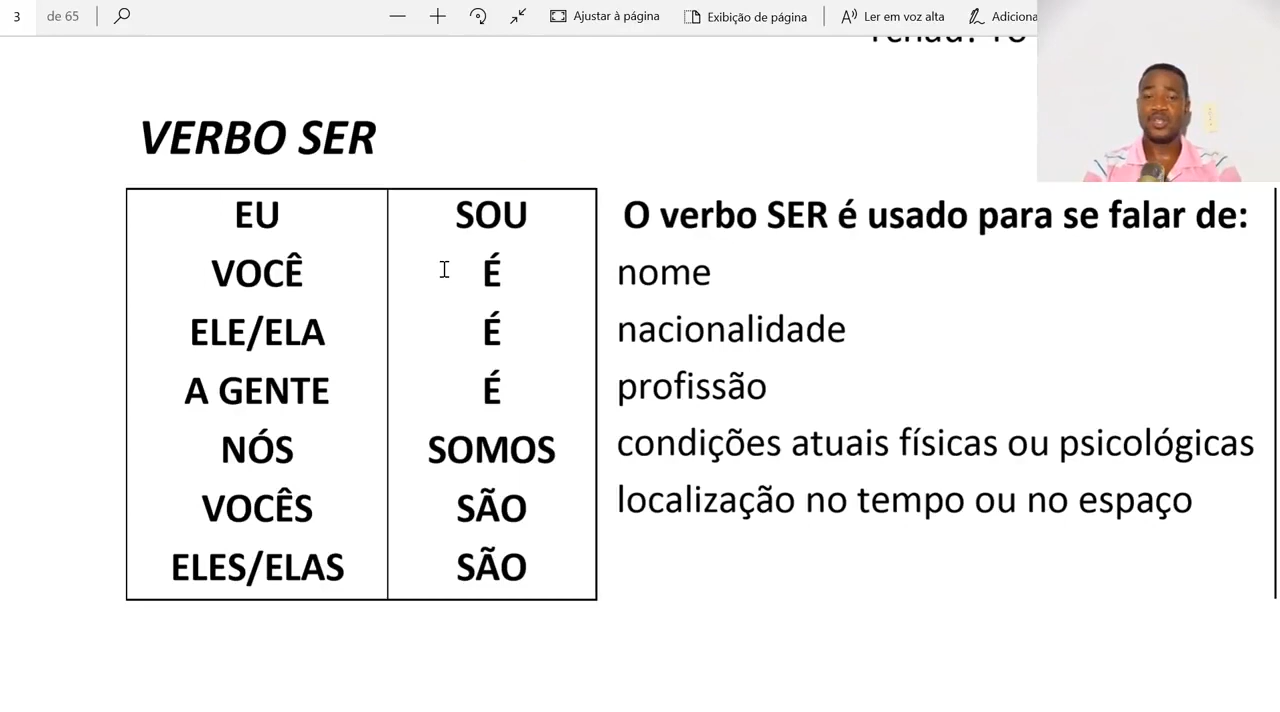 3 de 65 Ajustar à página Exibição de página Ler em voz alta Adiciona
VERBO SER
EU SOU
VOCÊ É
ELE/ELA É
A GENTE É
NÓS SOMOS
VOCÊS SÃO
ELES/ELAS SÃO
O verbo SER é usado para se falar de:
nome
nacionalidade
profissão
condições atuais físicas ou psicológicas
localização no tempo ou no espaço